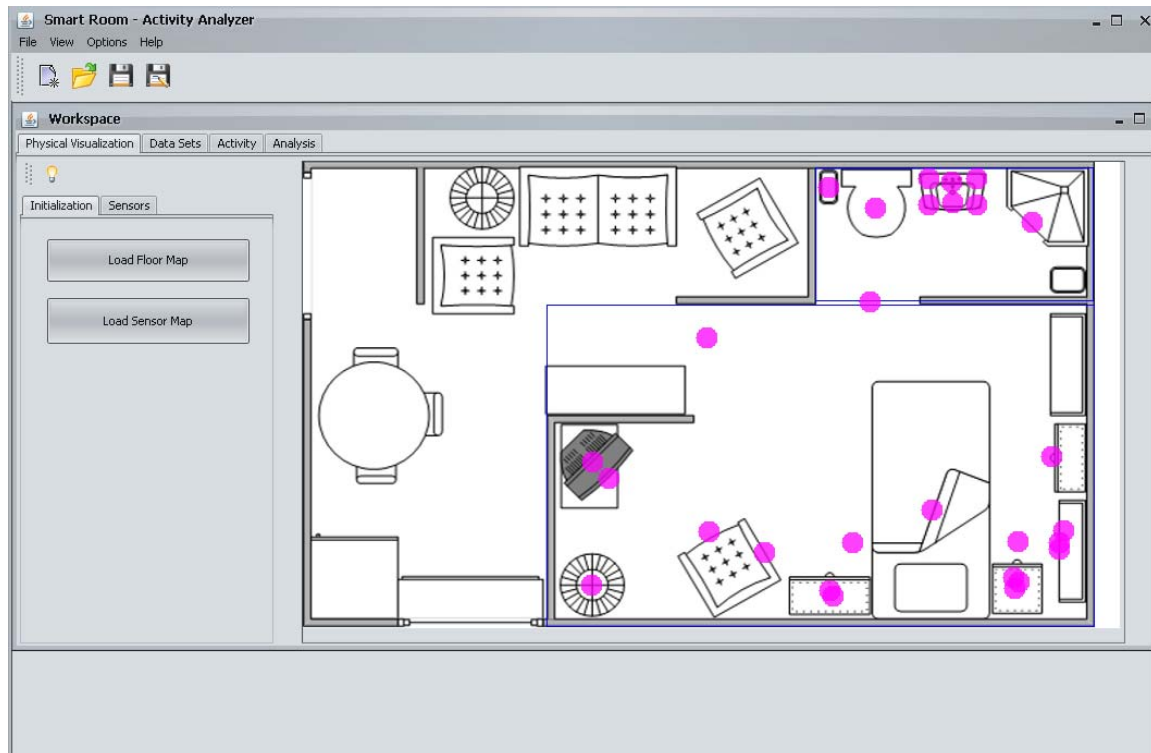 Smart Room - Activity Analyzer
File View Options Help
Workspace
Physical Visualization Data Sets Activity Analysis
Initialization Sensors
Load Floor Map
Load Sensor Map